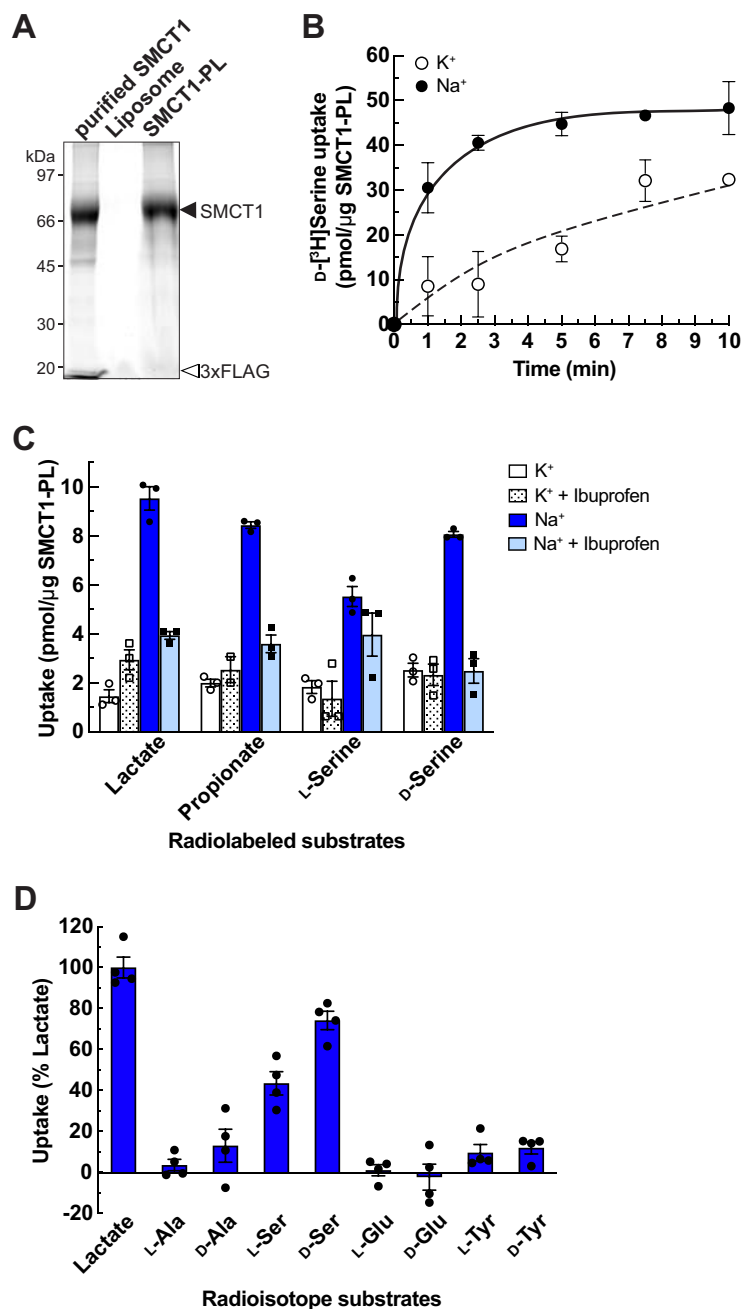 A
purified SMCT1
Liposome
SMCT1-PL
kDa
97
66
45
30
20
SMCT1
3xFLAG
B
K⁺
Na⁺
D-[³H]Serine uptake
(pmol/µg SMCT1-PL)
60
50
40
30
20
10
0
0 1 2 3 4 5 6 7 8 9 10
Time (min)
C
Uptake (pmol/µg SMCT1-PL)
10
8
6
4
2
0
K⁺
K⁺ + Ibuprofen
Na⁺
Na⁺ + Ibuprofen
Lactate
Propionate
L-Serine
D-Serine
Radiolabeled substrates
D
Uptake (% Lactate)
120
100
80
60
40
20
0
-20
Lactate
L-Ala
D-Ala
L-Ser
D-Ser
L-Glu
D-Glu
L-Tyr
D-Tyr
Radioisotope substrates